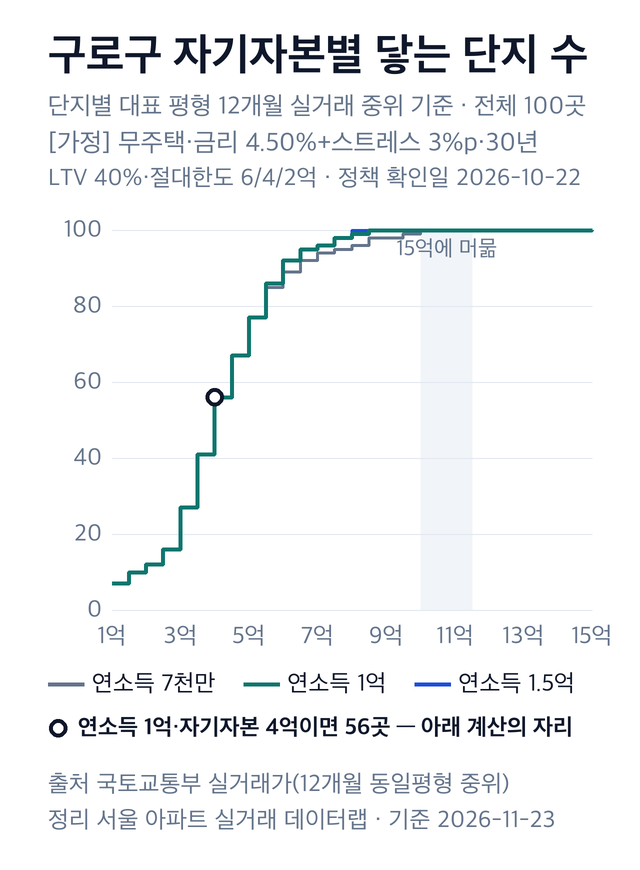 구로구 자기자본별 닿는 단지 수
단지별 대표 평형 12개월 실거래 중위 기준 · 전체 100곳
[가정] 무주택·금리 4.50%+스트레스 3%p·30년
LTV 40%·절대한도 6/4/2억 · 정책 확인일 2026-10-22
100
15억에 머묾
80
60
40
20
0
1억 3억 5억 7억 9억 11억 13억 15억
연소득 7천만 연소득 1억 연소득 1.5억
연소득 1억·자기자본 4억이면 56곳 — 아래 계산의 자리
출처 국토교통부 실거래가(12개월 동일평형 중위)
정리 서울 아파트 실거래 데이터랩 · 기준 2026-11-23